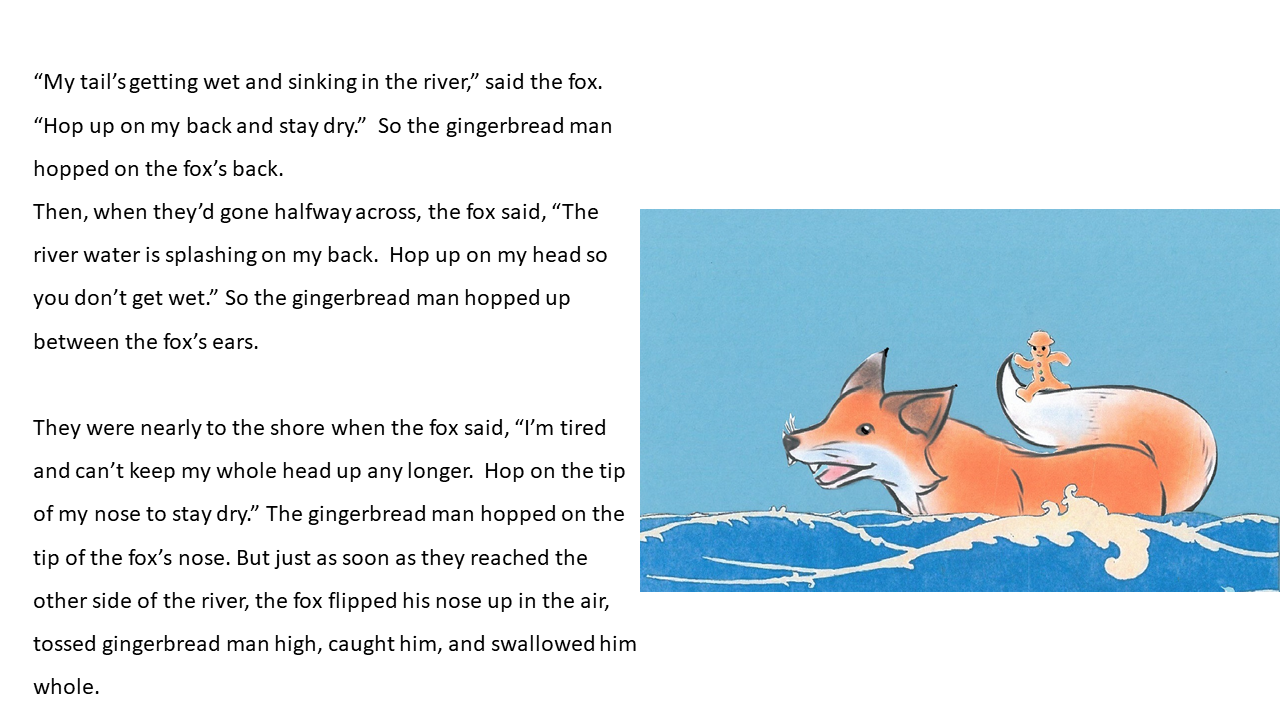 “My tail’s getting wet and sinking in the river,” said the fox.
“Hop up on my back and stay dry.”  So the gingerbread man
hopped on the fox’s back.
Then, when they’d gone halfway across, the fox said, “The
river water is splashing on my back.  Hop up on my head so
you don’t get wet.” So the gingerbread man hopped up
between the fox’s ears.
They were nearly to the shore when the fox said, “I’m tired
and can’t keep my whole head up any longer.  Hop on the tip
of my nose to stay dry.” The gingerbread man hopped on the
tip of the fox’s nose. But just as soon as they reached the
other side of the river, the fox flipped his nose up in the air,
tossed gingerbread man high, caught him, and swallowed him
whole.